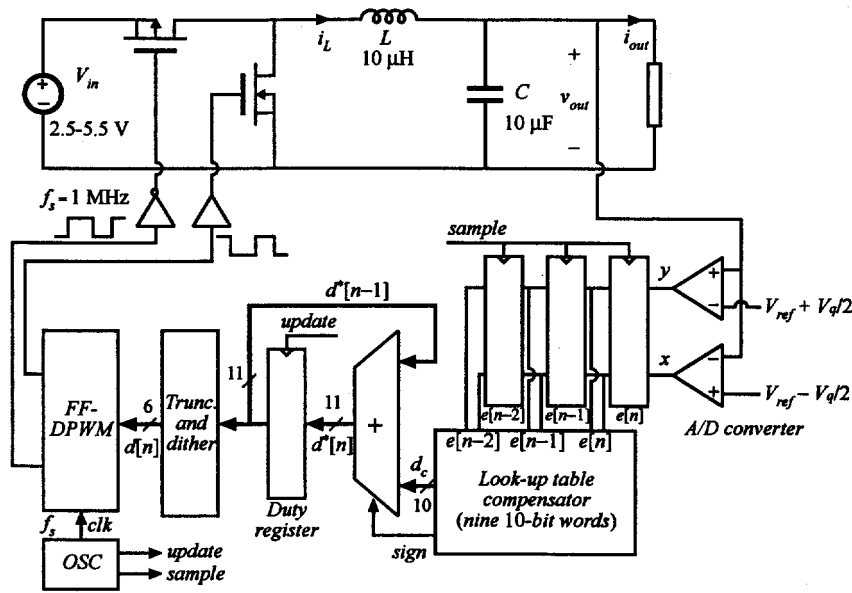 V_in
2.5-5.5 V
i_L
L
10 µH
C
10 µF
+
v_out
−
i_out
f_s=1 MHz
sample
y
+
−
V_ref + V_q/2
x
−
+
V_ref − V_q/2
A/D converter
e[n−2]
e[n−1]
e[n]
e[n−2]
e[n−1]
e[n]
Look-up table
compensator
(nine 10-bit words)
d_c
10
sign
d*[n−1]
update
11
11
d*[n]
+
Duty
register
Trunc.
and
dither
6
d[n]
FF-
DPWM
f_s
clk
OSC
update
sample